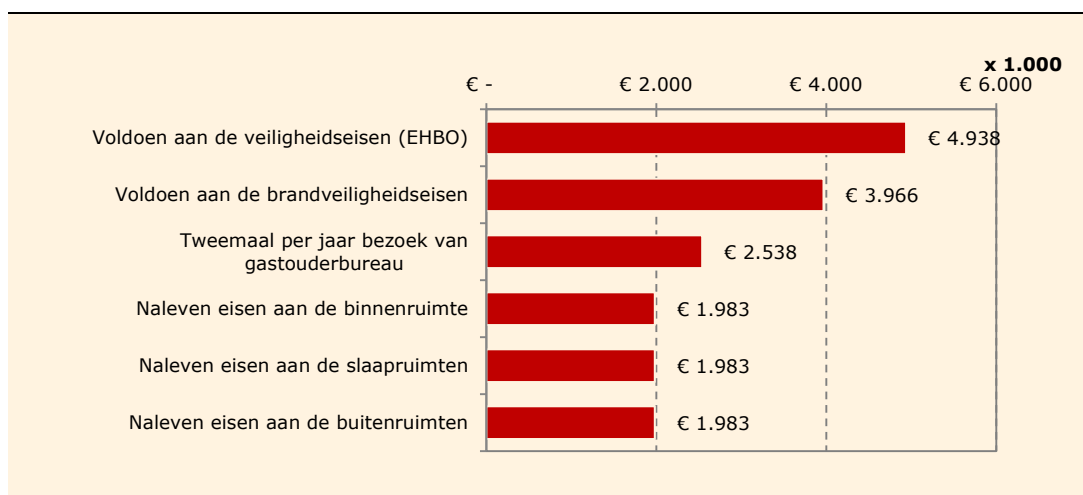 x 1.000
€ -
€ 2.000
€ 4.000
€ 6.000
Voldoen aan de veiligheidseisen (EHBO)
€ 4.938
Voldoen aan de brandveiligheidseisen
€ 3.966
Tweemaal per jaar bezoek van
gastouderbureau
€ 2.538
Naleven eisen aan de binnenruimte
€ 1.983
Naleven eisen aan de slaapruimten
€ 1.983
Naleven eisen aan de buitenruimten
€ 1.983